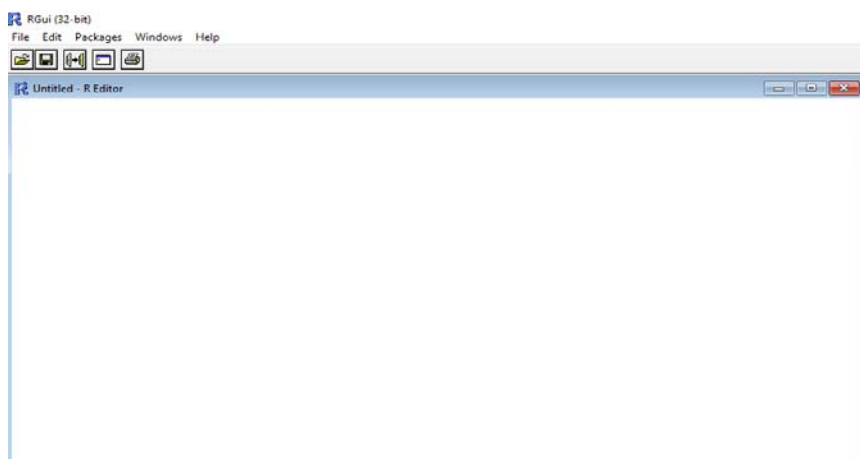 RGui (32-bit)
File Edit Packages Windows Help
Untitled - R Editor